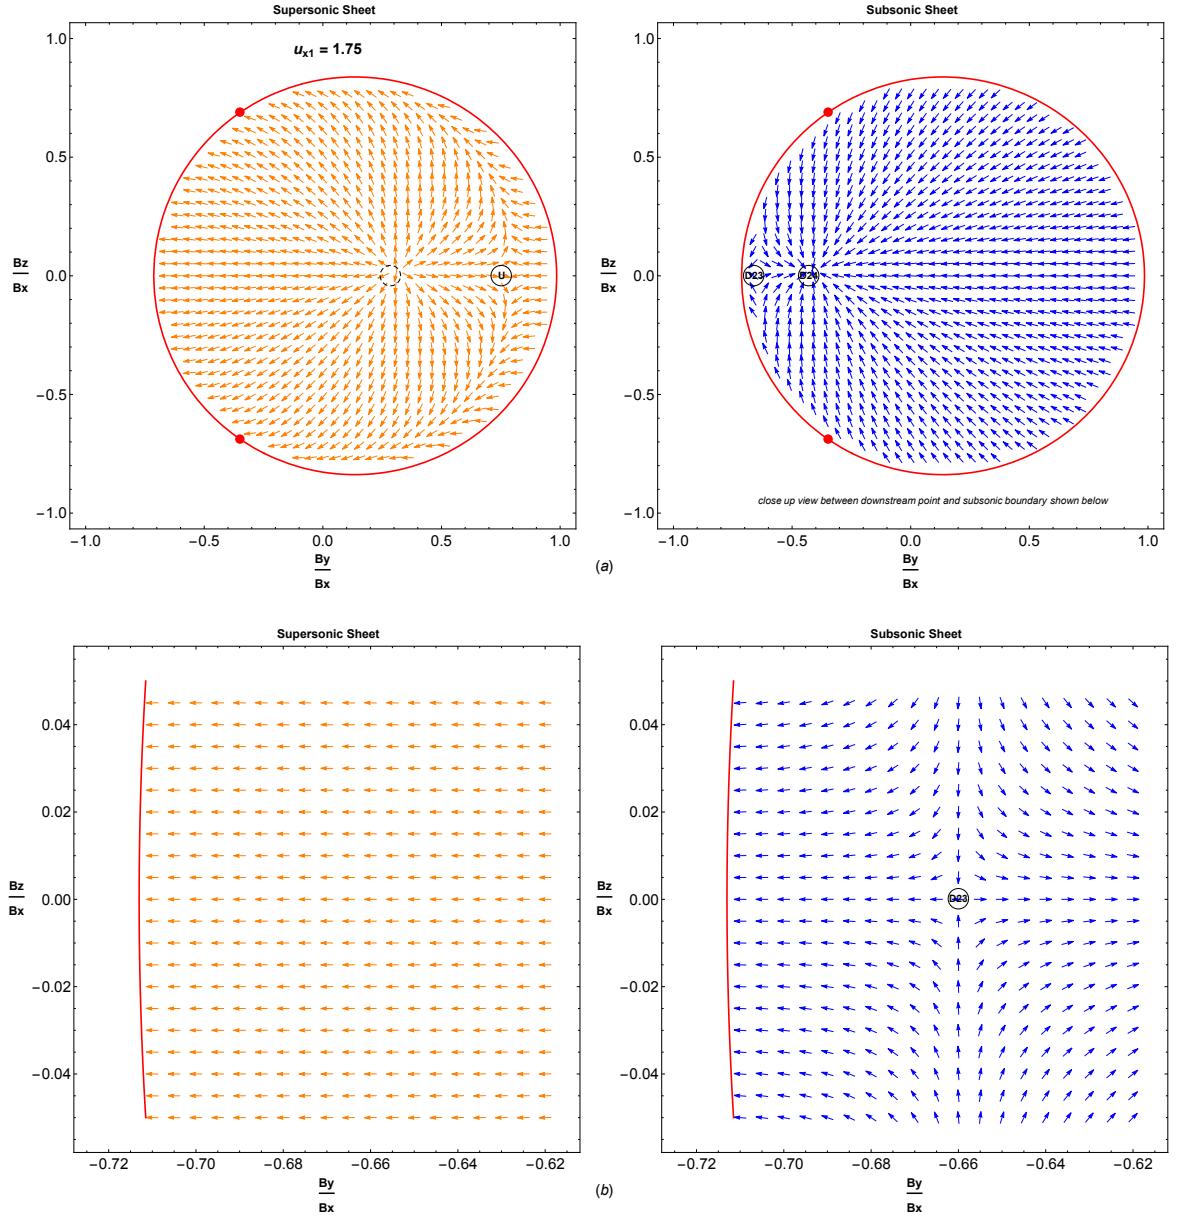 Supersonic Sheet
Subsonic Sheet
u_x1 = 1.75
1.0
0.5
0.0
−0.5
−1.0
Bz
Bx
U
−1.0 −0.5 0.0 0.5 1.0
By
Bx
1.0
0.5
0.0
−0.5
−1.0
Bz
Bx
D23
D24
close up view between downstream point and subsonic boundary shown below
−1.0 −0.5 0.0 0.5 1.0
By
Bx
(a)
Supersonic Sheet
Subsonic Sheet
0.04
0.02
0.00
−0.02
−0.04
Bz
Bx
−0.72 −0.70 −0.68 −0.66 −0.64 −0.62
By
Bx
0.04
0.02
0.00
−0.02
−0.04
Bz
Bx
D23
−0.72 −0.70 −0.68 −0.66 −0.64 −0.62
By
Bx
(b)